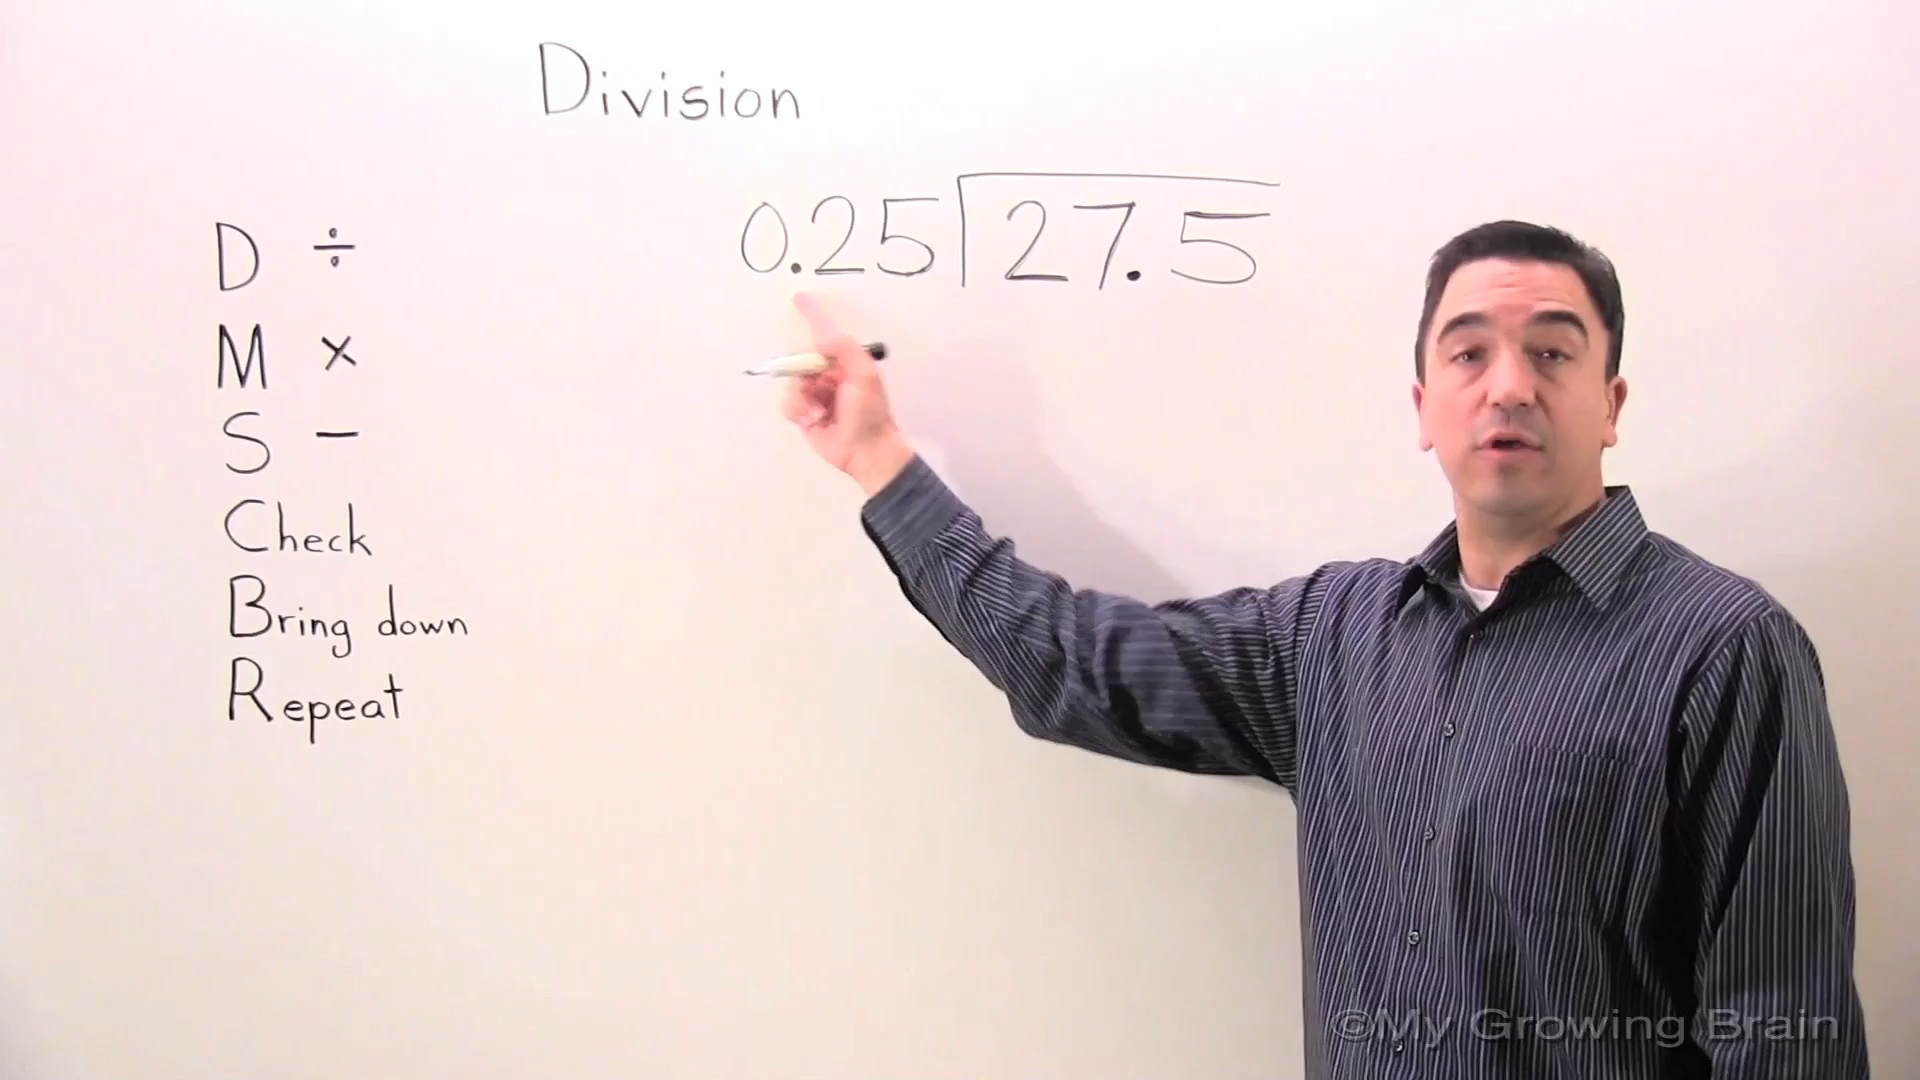 Division
0.25 27.5
D ÷
M ×
S −
Check
Bring down
Repeat
©My Growing Brain